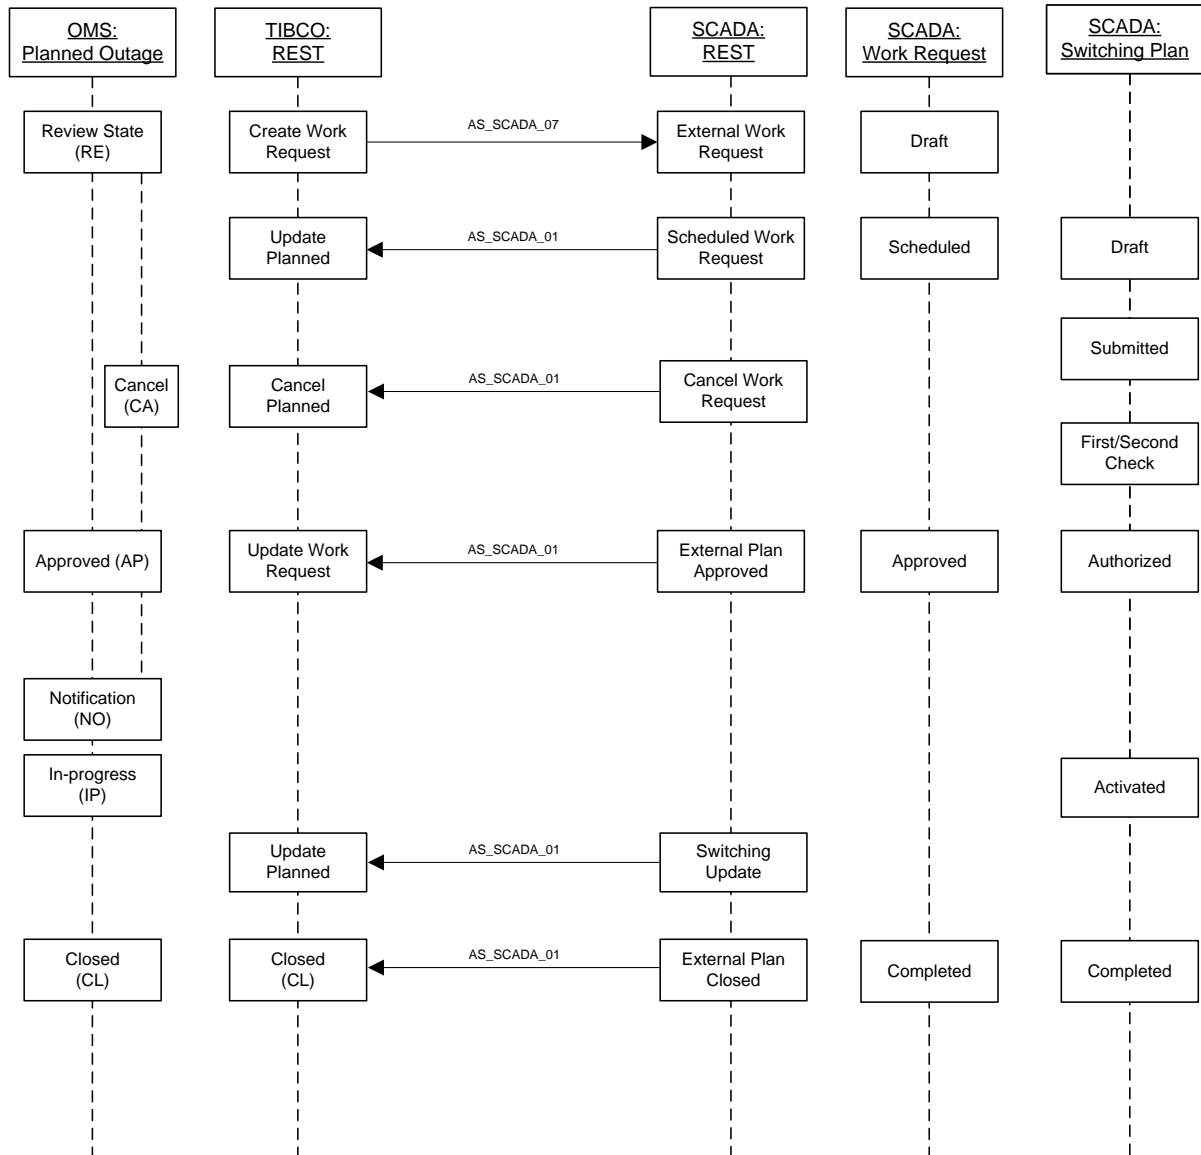 OMS:
Planned Outage
TIBCO:
REST
SCADA:
REST
SCADA:
Work Request
SCADA:
Switching Plan
Review State
(RE)
Create Work
Request
AS_SCADA_07
External Work
Request
Draft
Update
Planned
AS_SCADA_01
Scheduled Work
Request
Scheduled
Draft
Submitted
Cancel
(CA)
Cancel
Planned
AS_SCADA_01
Cancel Work
Request
First/Second
Check
Approved (AP)
Update Work
Request
AS_SCADA_01
External Plan
Approved
Approved
Authorized
Notification
(NO)
In-progress
(IP)
Activated
Update
Planned
AS_SCADA_01
Switching
Update
Closed
(CL)
Closed
(CL)
AS_SCADA_01
External Plan
Closed
Completed
Completed